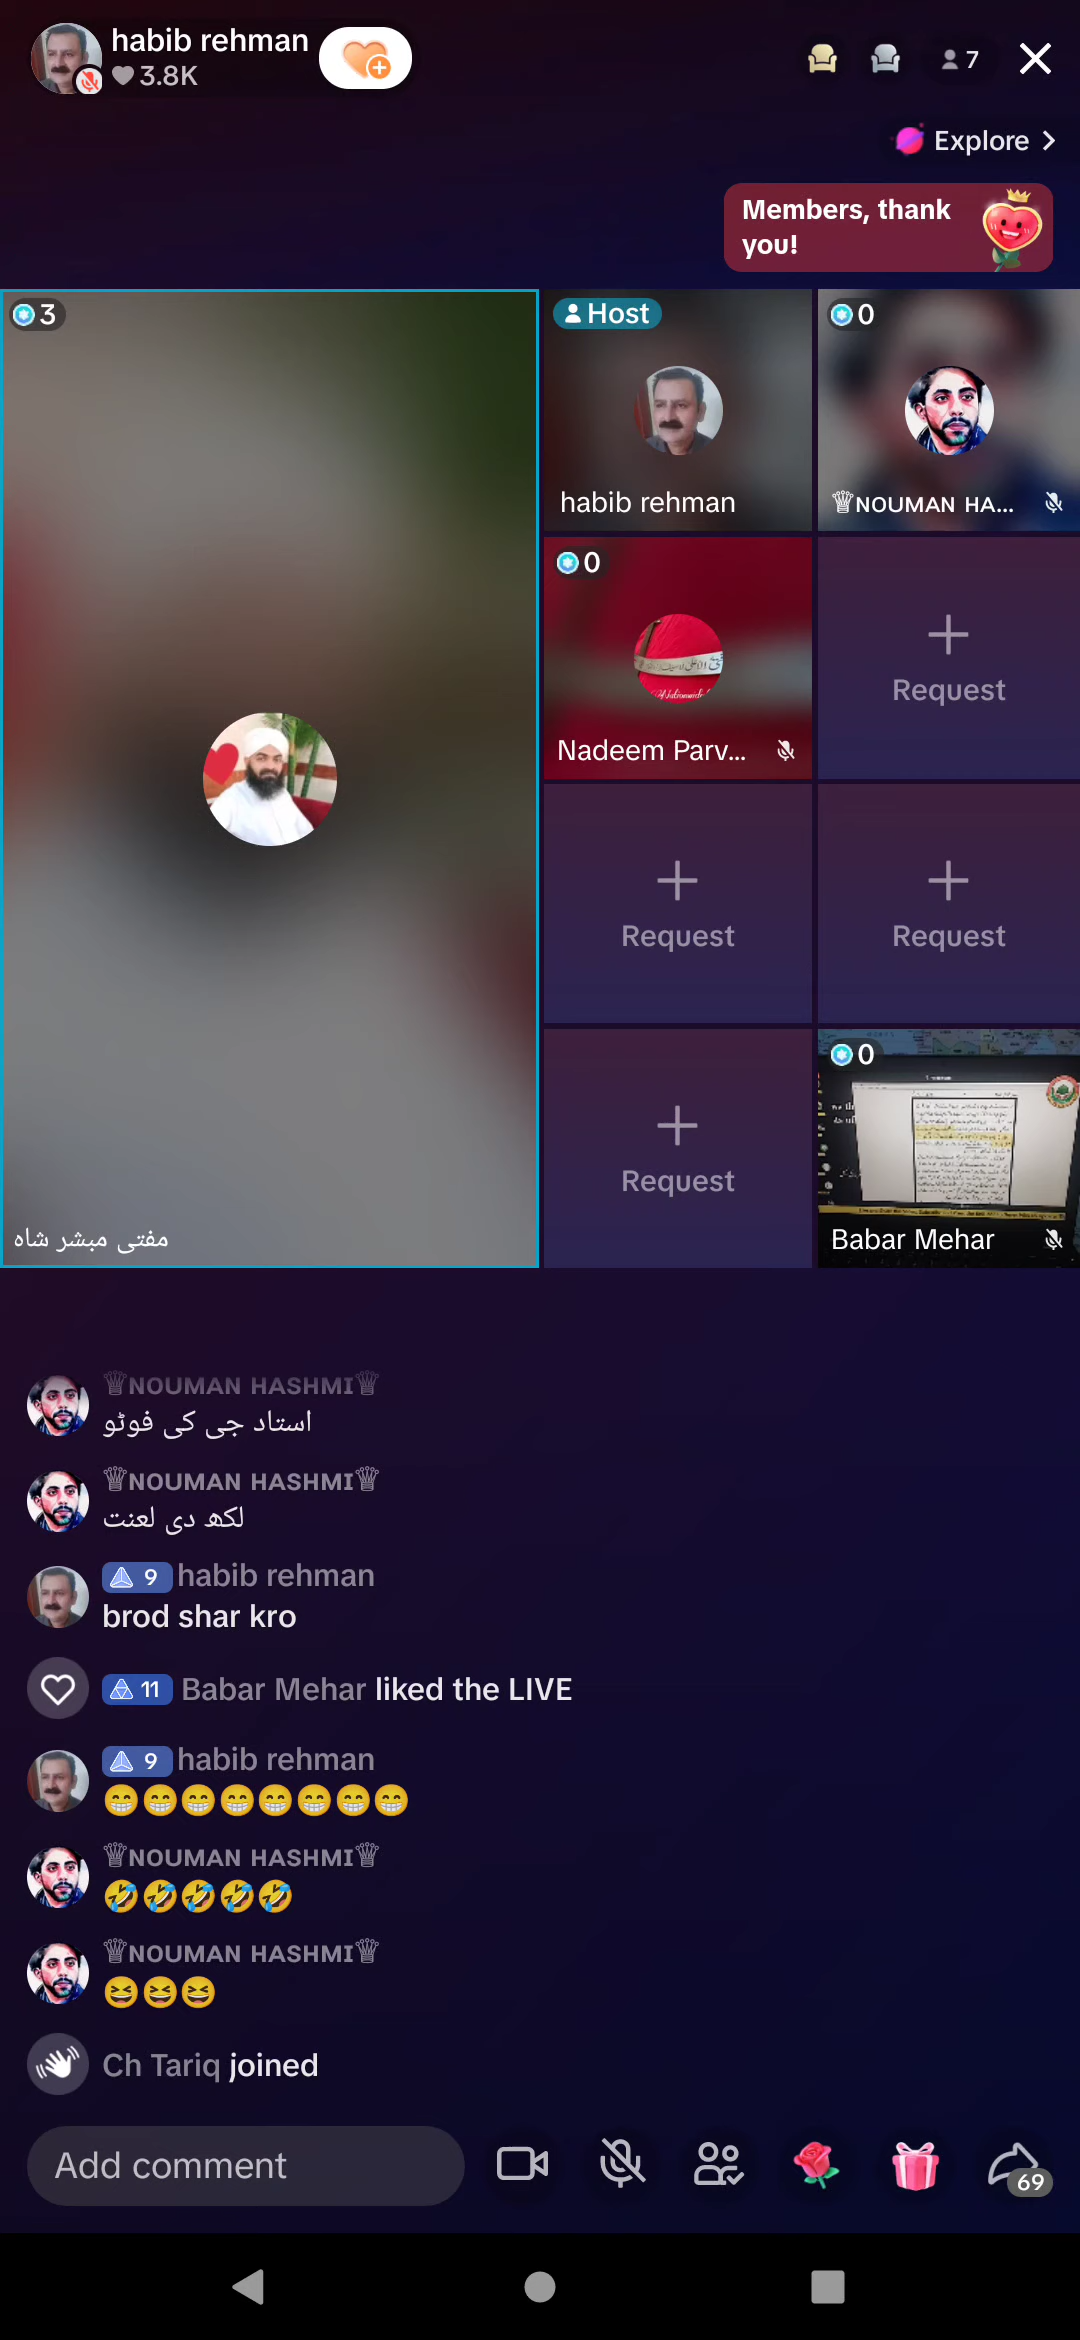 habib rehman
3.8K
7
Explore
Members, thank
you!
3
Host
0
habib rehman
♕NOUMAN HA...
0
Nadeem Parv...
Request
Request
Request
Request
0
Babar Mehar
مفتی مبشر شاہ
♕NOUMAN HASHMI♕
استاد جی کی فوٹو
♕NOUMAN HASHMI♕
لکھ دی لعنت
9 habib rehman
brod shar kro
11 Babar Mehar liked the LIVE
9 habib rehman
😁😁😁😁😁😁😁😁
♕NOUMAN HASHMI♕
🤣🤣🤣🤣🤣
♕NOUMAN HASHMI♕
😆😆😆
Ch Tariq joined
Add comment
69